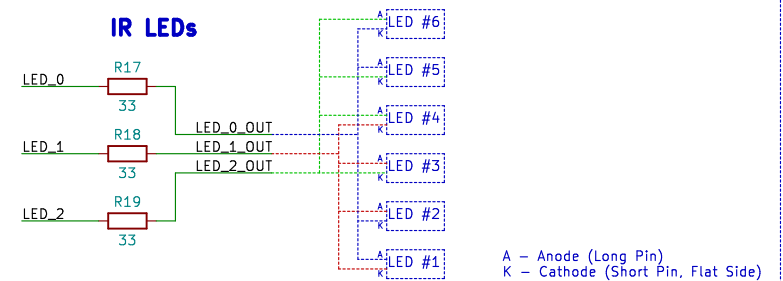 IR LEDs
R17
LED_0
33
R18
LED_1
33
R19
LED_2
33
LED_0_OUT
LED_1_OUT
LED_2_OUT
A
LED #6
K
A
LED #5
K
A
LED #4
K
A
LED #3
K
A
LED #2
K
A
LED #1
K
A – Anode (Long Pin)
K – Cathode (Short Pin, Flat Side)